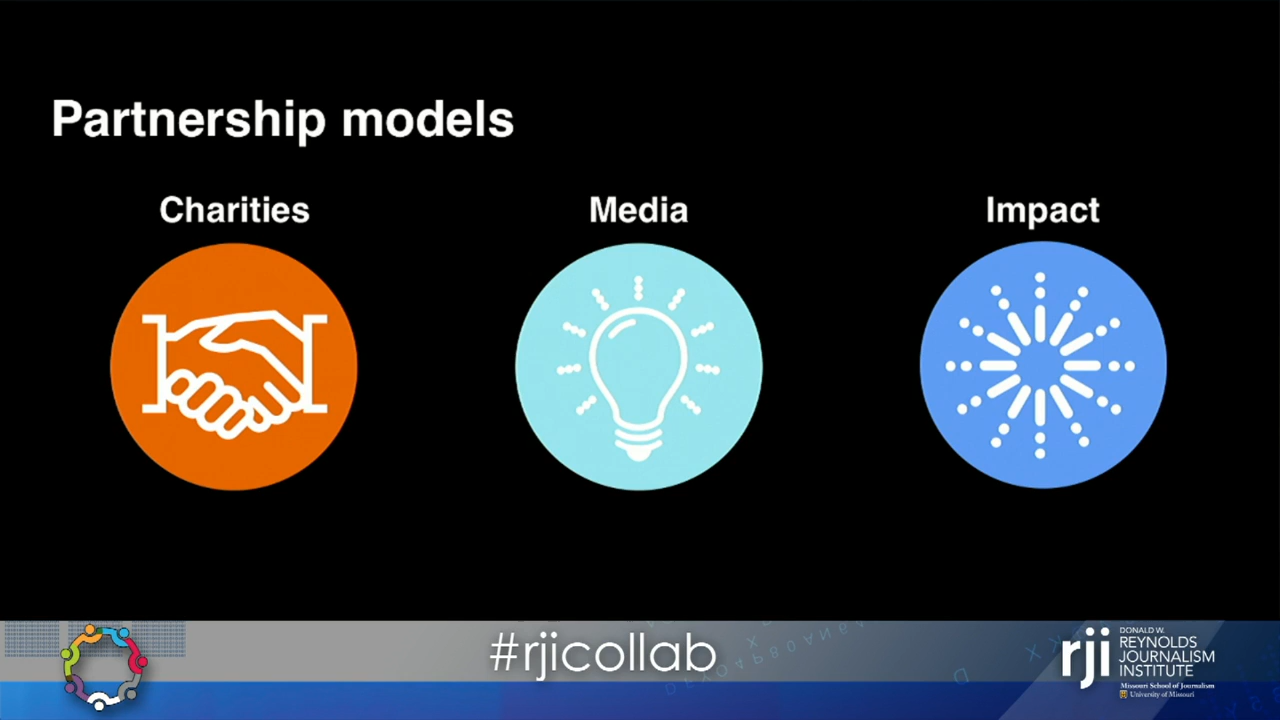 Partnership models
Charities
Media
Impact
#rjicollab
rji
DONALD W.
REYNOLDS
JOURNALISM
INSTITUTE
Missouri School of Journalism
University of Missouri